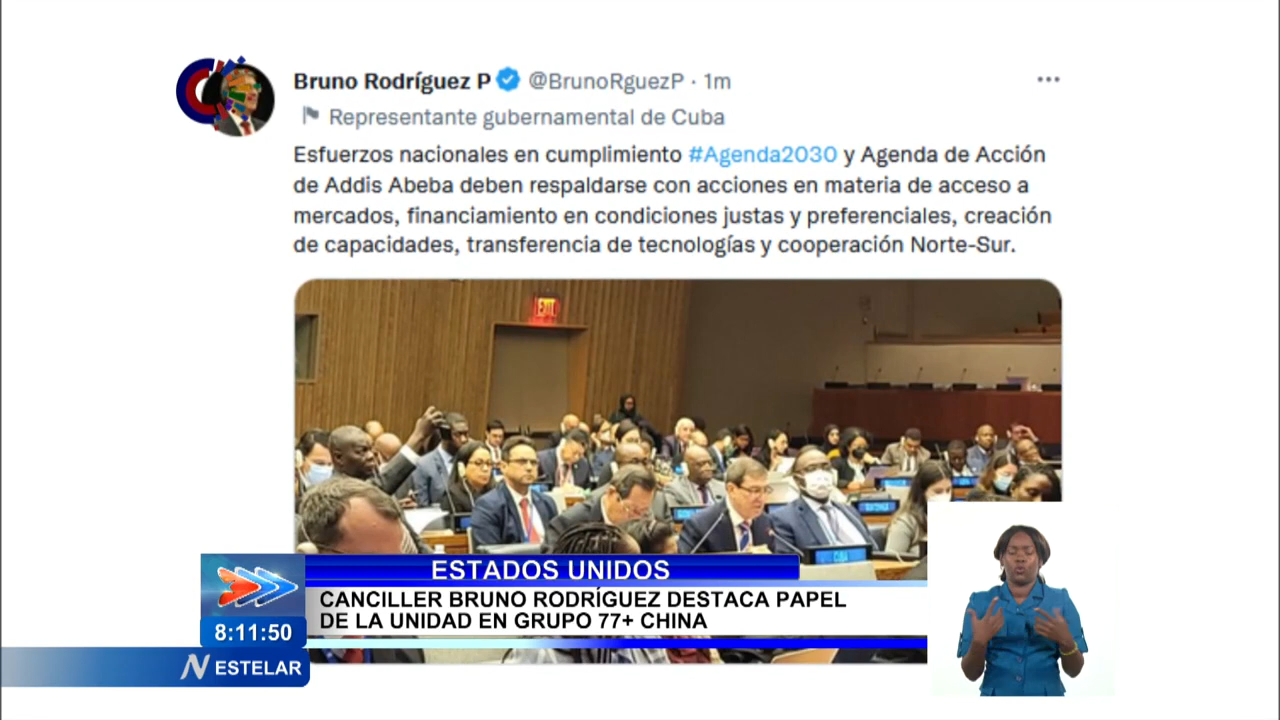 Bruno Rodríguez P @BrunoRguezP · 1m
Representante gubernamental de Cuba
Esfuerzos nacionales en cumplimiento #Agenda2030 y Agenda de Acción
de Addis Abeba deben respaldarse con acciones en materia de acceso a
mercados, financiamiento en condiciones justas y preferenciales, creación
de capacidades, transferencia de tecnologías y cooperación Norte-Sur.
EXIT
CUBA
ESTADOS UNIDOS
CANCILLER BRUNO RODRÍGUEZ DESTACA PAPEL
DE LA UNIDAD EN GRUPO 77+ CHINA
8:11:50
N ESTELAR